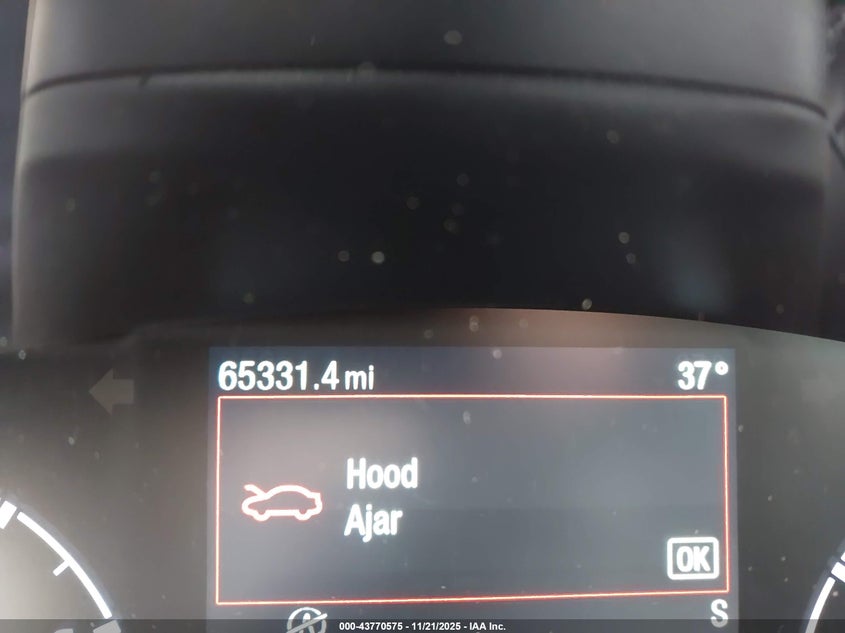 65331.4 mi 37°
Hood
Ajar
OK
S
A
000-43770575 - 11/21/2025 - IAA Inc.